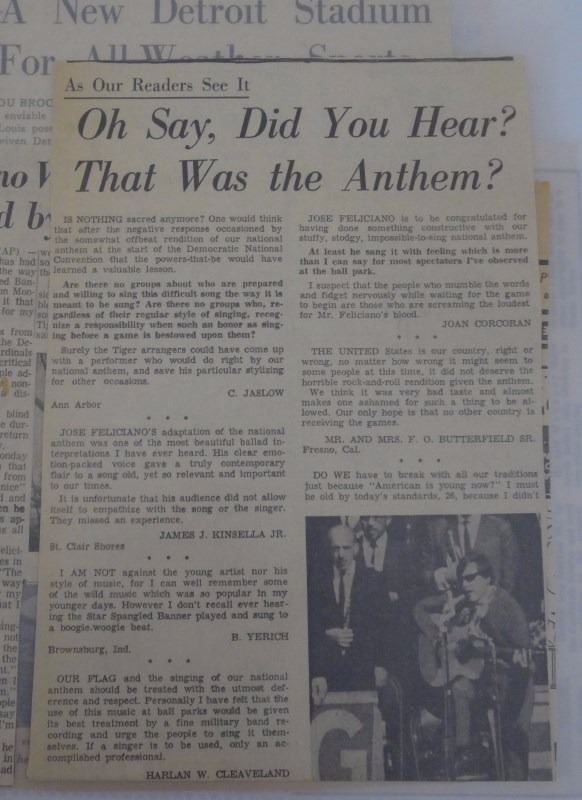 A New Detroit Stadium
For All-Weather Sports
As Our Readers See It
Oh Say, Did You Hear?
That Was the Anthem?
IS NOTHING sacred anymore? One would think
that after the negative response occasioned by
the somewhat offbeat rendition of our national
anthem at the start of the Democratic National
Convention the powers-that-be would have
learned a valuable lesson.
Are there no groups about who are prepared
and willing to sing this difficult song the way it is
meant to be sung? Are there no groups who, re-
gardless of their regular style of singing, recog-
nize a responsibility when such an honor as sing-
ing before a game is bestowed upon them?
Surely the Tiger arrangers could have come up
with a performer who would do right by our
national anthem, and save his particular stylizing
for other occasions.
C. JASLOW
Ann Arbor
* * *
JOSE FELICIANO'S adaptation of the national
anthem was one of the most beautiful ballad in-
terpretations I have ever heard. His clear emo-
tion-packed voice gave a truly contemporary
flair to a song old, yet so relevant and important
to our times.
It is unfortunate that his audience did not allow
itself to empathize with the song or the singer.
They missed an experience.
JAMES J. KINSELLA JR.
St. Clair Shores
* * *
I AM NOT against the young artist nor his
style of music, for I can well remember some
of the wild music which was so popular in my
younger days. However I don't recall ever hear-
ing the Star Spangled Banner played and sung to
a boogie-woogie beat.
B. YERICH
Brownsburg, Ind.
* * *
OUR FLAG and the singing of our national
anthem should be treated with the utmost def-
erence and respect. Personally I have felt that the
use of this music at ball parks would be given
its best treatment by a fine military band re-
cording and urge the people to sing it them-
selves. If a singer is to be used, only an ac-
complished professional.
HARLAN W. CLEAVELAND
JOSE FELICIANO is to be congratulated for
having done something constructive with our
stuffy, stodgy, impossible-to-sing national anthem.
At least he sang it with feeling which is more
than I can say for most spectators I've observed
at the ball park.
I suspect that the people who mumble the words
and fidget nervously while waiting for the game
to begin are those who are screaming the loudest
for Mr. Feliciano's blood.
JOAN CORCORAN
* * *
THE UNITED States is our country, right or
wrong, no matter how wrong it might seem to
some people at this time, it did not deserve the
horrible rock-and-roll rendition given the anthem.
We think it was very bad taste and almost
makes one ashamed for such a thing to be al-
lowed. Our only hope is that no other country is
receiving the games.
MR. AND MRS. F. O. BUTTERFIELD SR.
Fresno, Cal.
* * *
DO WE have to break with all our traditions
just because "American is young now?" I must
be old by today's standards, 26, because I didn't
G